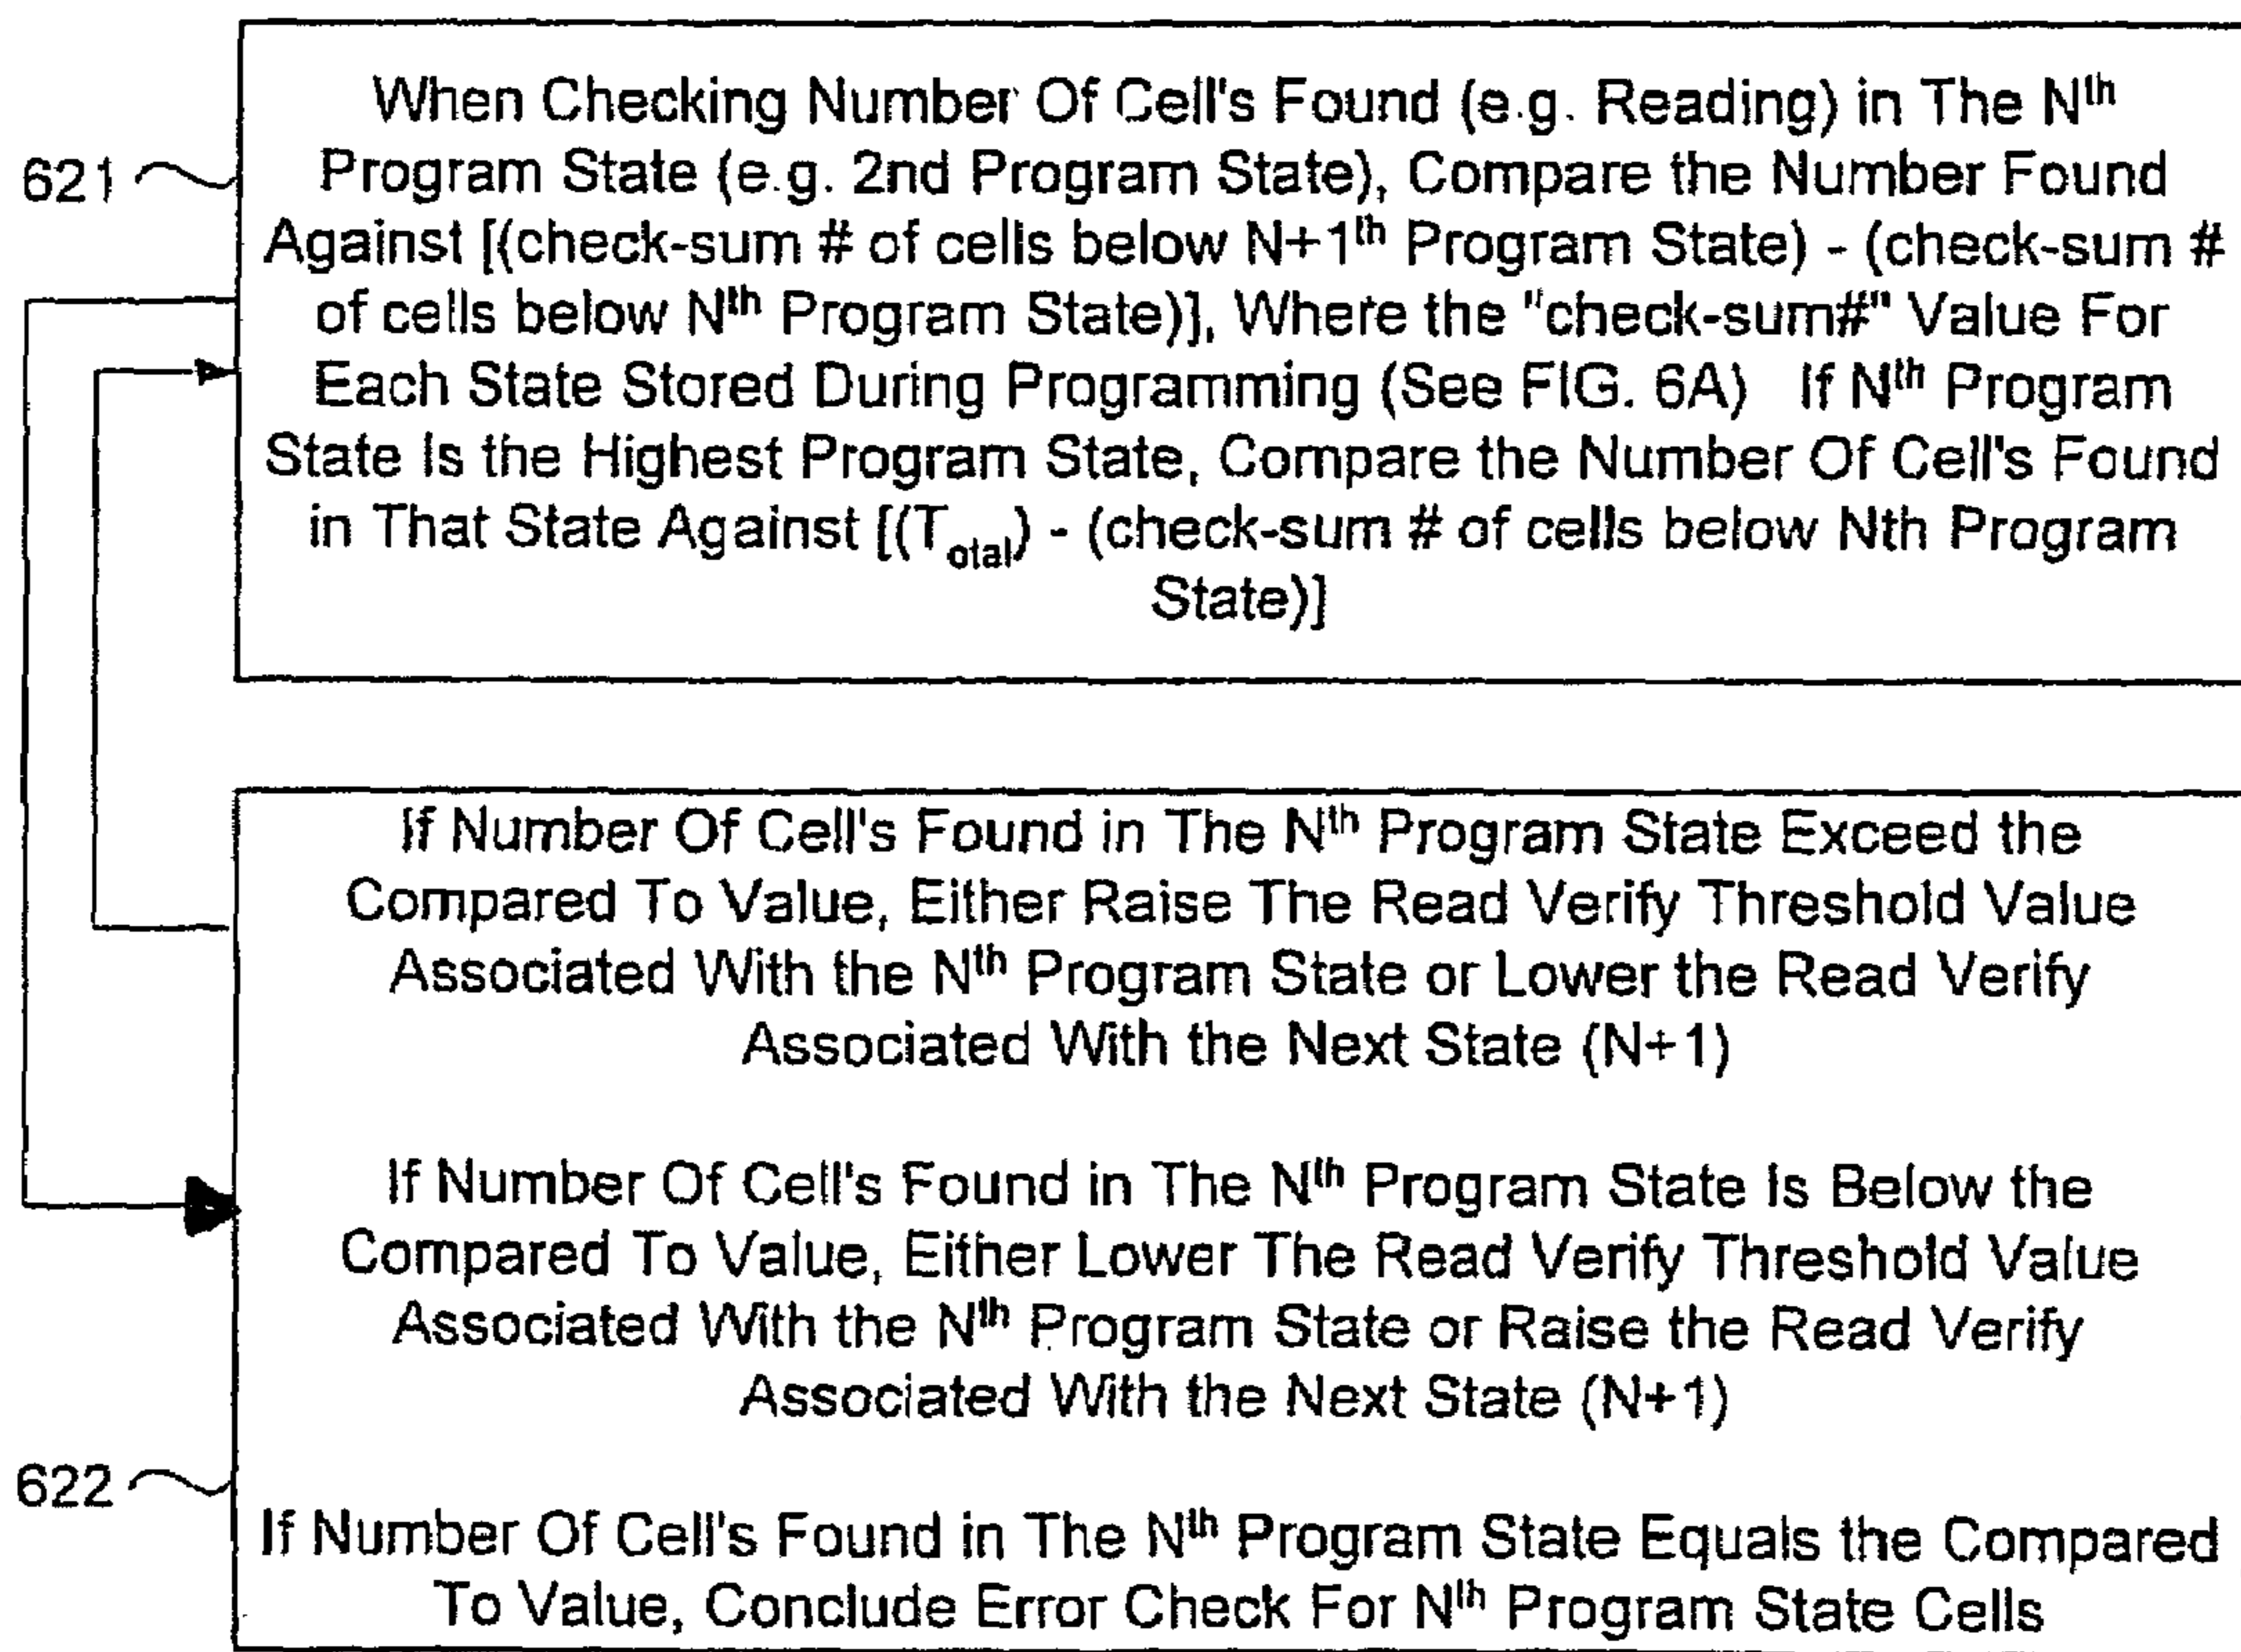 When Checking Number Of Cell's Found (e.g. Reading) in The Nth
621
Program State (e.g. 2nd Program State), Compare the Number Found
Against [(check-sum # of cells below N+1th Program State) - (check-sum #
of cells below Nth Program State)], Where the "check-sum#" Value For
Each State Stored During Programming (See FIG. 6A) If Nth Program
State Is the Highest Program State, Compare the Number Of Cell's Found
in That State Against [(Total) - (check-sum # of cells below Nth Program
State)]
If Number Of Cell's Found in The Nth Program State Exceed the
Compared To Value, Either Raise The Read Verify Threshold Value
Associated With the Nth Program State or Lower the Read Verify
Associated With the Next State (N+1)
If Number Of Cell's Found in The Nth Program State Is Below the
Compared To Value, Either Lower The Read Verify Threshold Value
Associated With the Nth Program State or Raise the Read Verify
Associated With the Next State (N+1)
622
If Number Of Cell's Found in The Nth Program State Equals the Compared
To Value, Conclude Error Check For Nth Program State Cells